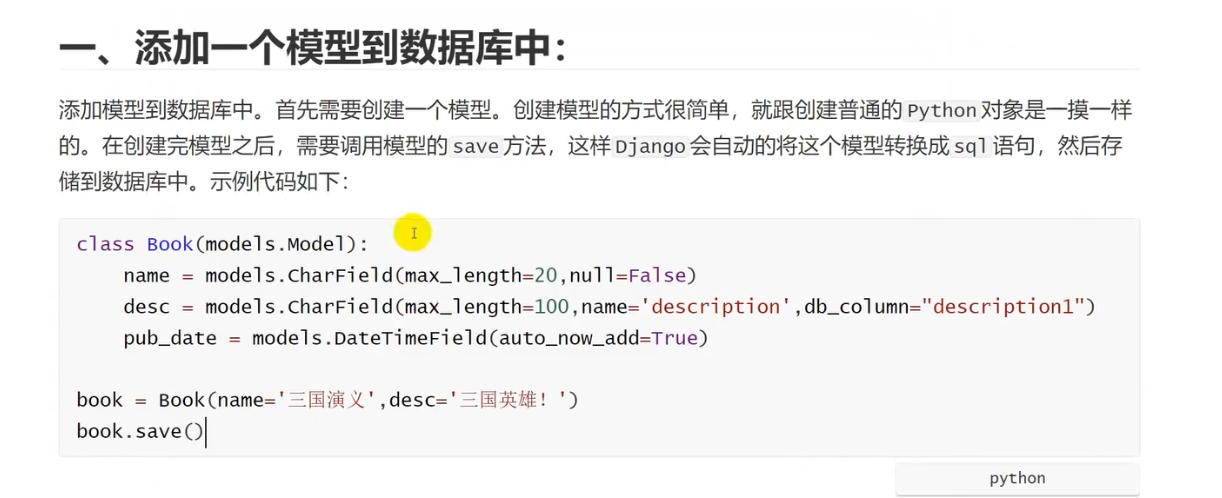 一、添加一个模型到数据库中：
添加模型到数据库中。首先需要创建一个模型。创建模型的方式很简单，就跟创建普通的Python对象是一摸一样
的。在创建完模型之后，需要调用模型的save方法，这样Django会自动的将这个模型转换成sql语句，然后存
储到数据库中。示例代码如下：
class Book(models.Model):
    name = models.CharField(max_length=20,null=False)
    desc = models.CharField(max_length=100,name='description',db_column="description1")
    pub_date = models.DateTimeField(auto_now_add=True)
book = Book(name='三国演义',desc='三国英雄！')
book.save()
python